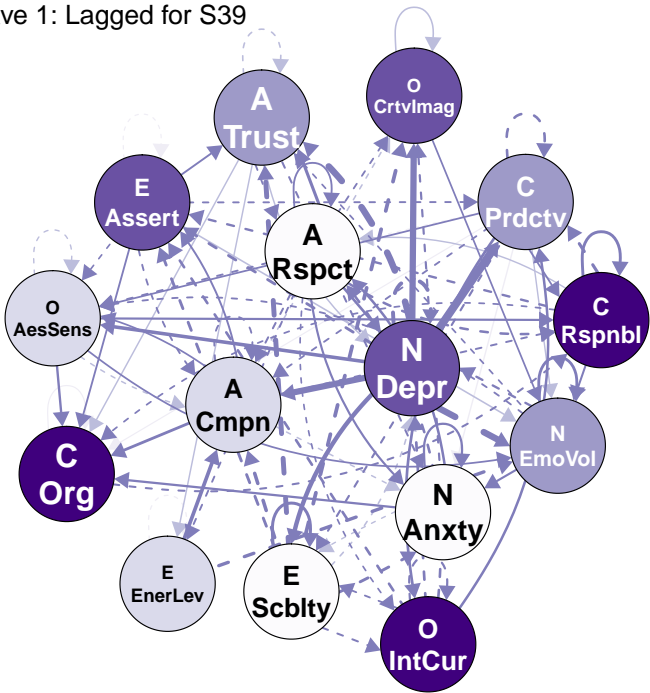 ve 1: Lagged for S39
A
Trust
O
CrtvImag
E
Assert
C
Prdctv
A
Rspct
O
AesSens
C
Rspnbl
N
Depr
A
Cmpn
N
EmoVol
C
Org
N
Anxty
E
EnerLev
E
Scblty
O
IntCur